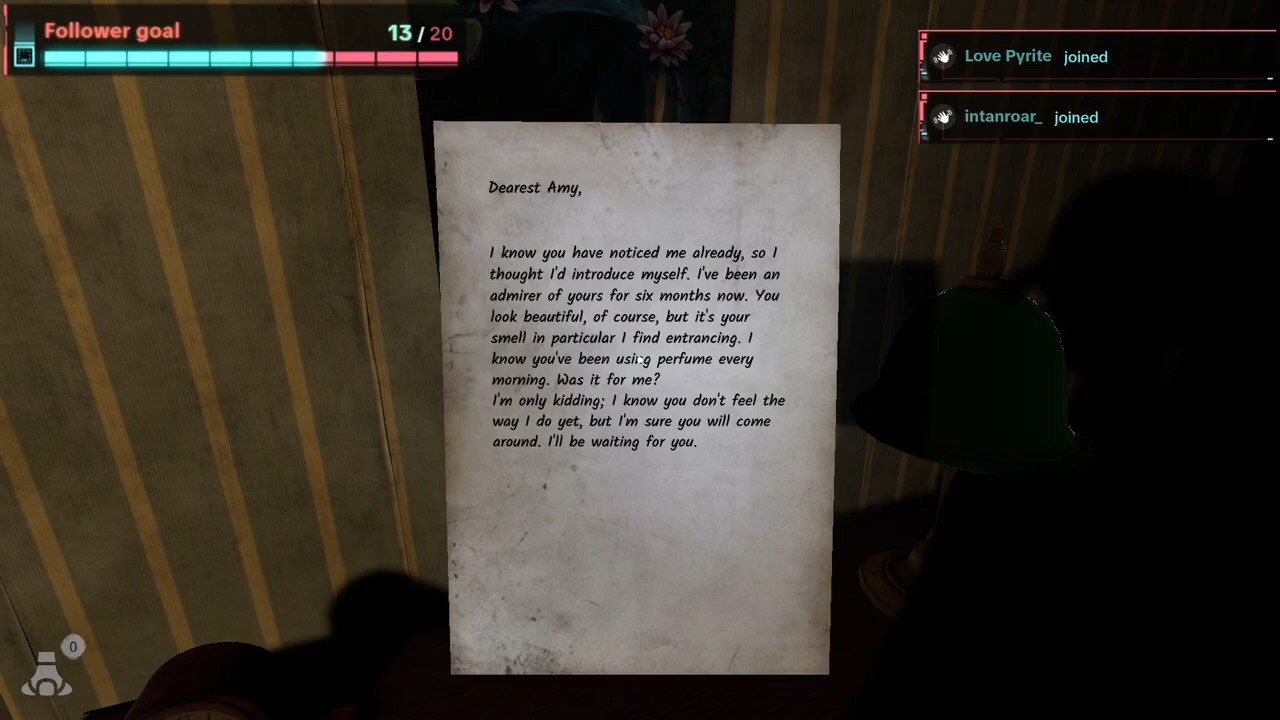 Follower goal
13 / 20
Love Pyrite joined
intanroar_ joined
Dearest Amy,
I know you have noticed me already, so I
thought I'd introduce myself. I've been an
admirer of yours for six months now. You
look beautiful, of course, but it's your
smell in particular I find entrancing. I
know you've been using perfume every
morning. Was it for me?
I'm only kidding; I know you don't feel the
way I do yet, but I'm sure you will come
around. I'll be waiting for you.
0